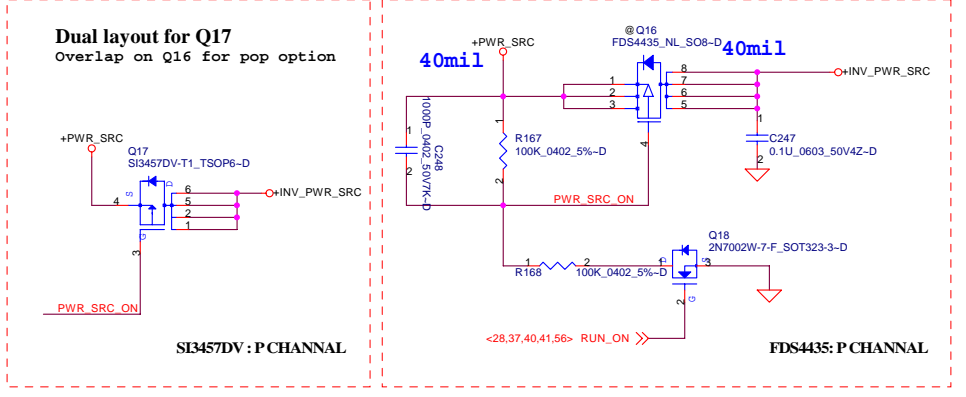 Dual layout for Q17
Overlap on Q16 for pop option
+PWR_SRC
Q17
SI3457DV-T1_TSOP6~D
S
D
4
6
5
2
1
+INV_PWR_SRC
G
3
PWR_SRC_ON
SI3457DV : P CHANNAL
@Q16
FDS4435_NL_SO8~D
+PWR_SRC
40mil
40mil
1
2
3
8
7
6
5
+INV_PWR_SRC
4
1
2
C248
1000P_0402_50V7K~D
1
2
R167
100K_0402_5%~D
1
2
C247
0.1U_0603_50V4Z~D
PWR_SRC_ON
Q18
2N7002W-7-F_SOT323-3~D
1
2
R168
100K_0402_5%~D
D
1
S
3
2
G
<28,37,40,41,56> RUN_ON
FDS4435: P CHANNAL